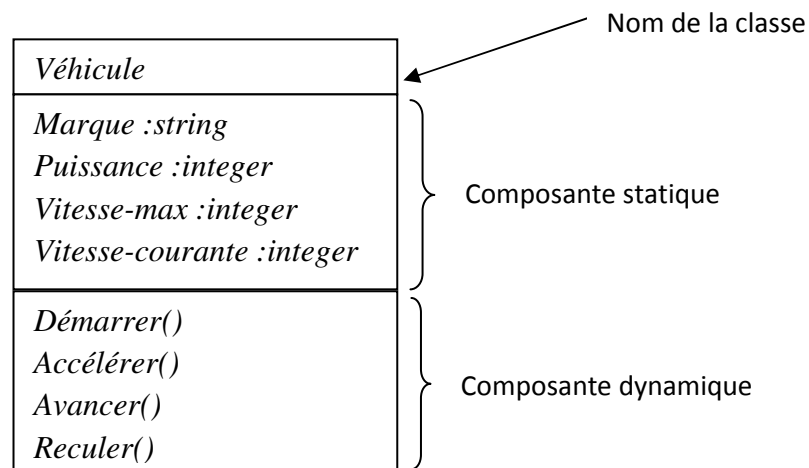 Nom de la classe
Véhicule
Marque :string
Puissance :integer
Vitesse-max :integer
Vitesse-courante :integer
Composante statique
Démarrer()
Accélérer()
Avancer()
Reculer()
Composante dynamique